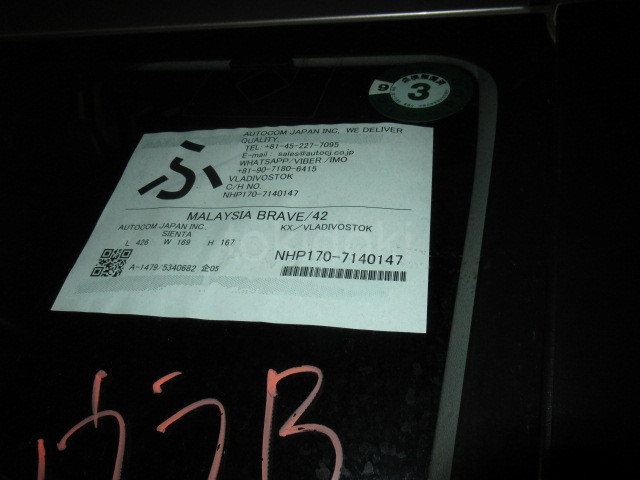 9
3
AUTOCOM JAPAN INC. WE DELIVER
QUALITY
TEL +81-45-227-7095
E-mail : sales@autocj.co.jp
WHATSAPP/VIBER/IMO
+81-90-7180-6415
VLADIVOSTOK
C/H NO.
NHP170-7140147
ふ
MALAYSIA BRAVE/42
AUTOCOM JAPAN INC.
KX/VLADIVOSTOK
SIENTA
L 426 W 169 H 167
NHP170-7140147
A-1479/5340682 企05